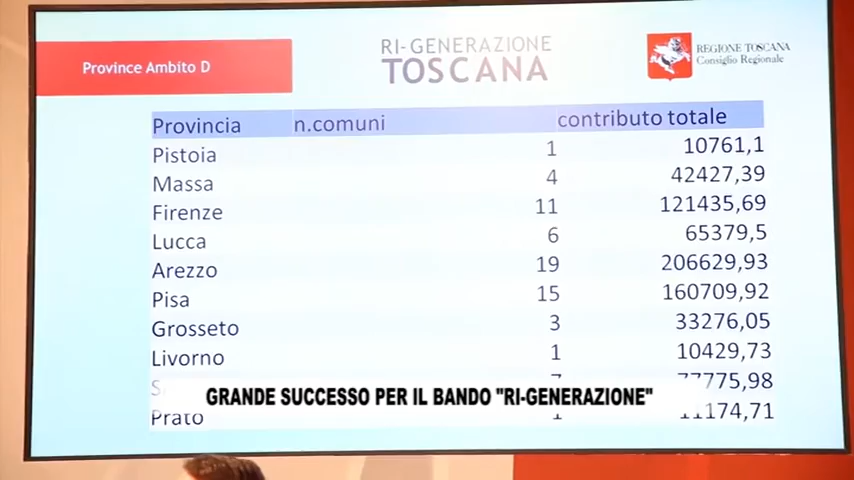 Province Ambito D
RI-GENERAZIONE
TOSCANA
REGIONE TOSCANA
Consiglio Regionale
Provincia n.comuni contributo totale
Pistoia 1 10761,1
Massa 4 42427,39
Firenze 11 121435,69
Lucca 6 65379,5
Arezzo 19 206629,93
Pisa 15 160709,92
Grosseto 3 33276,05
Livorno 1 10429,73
GRANDE SUCCESSO PER IL BANDO "RI-GENERAZIONE"
Prato